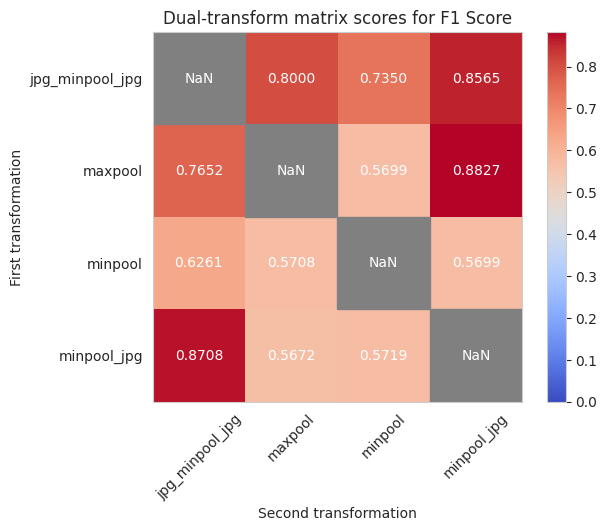 Dual-transform matrix scores for F1 Score
jpg_minpool_jpg NaN 0.8000 0.7350 0.8565
maxpool 0.7652 NaN 0.5699 0.8827
minpool 0.6261 0.5708 NaN 0.5699
minpool_jpg 0.8708 0.5672 0.5719 NaN
First transformation
jpg_minpool_jpg maxpool minpool minpool_jpg
Second transformation
0.8
0.7
0.6
0.5
0.4
0.3
0.2
0.1
0.0